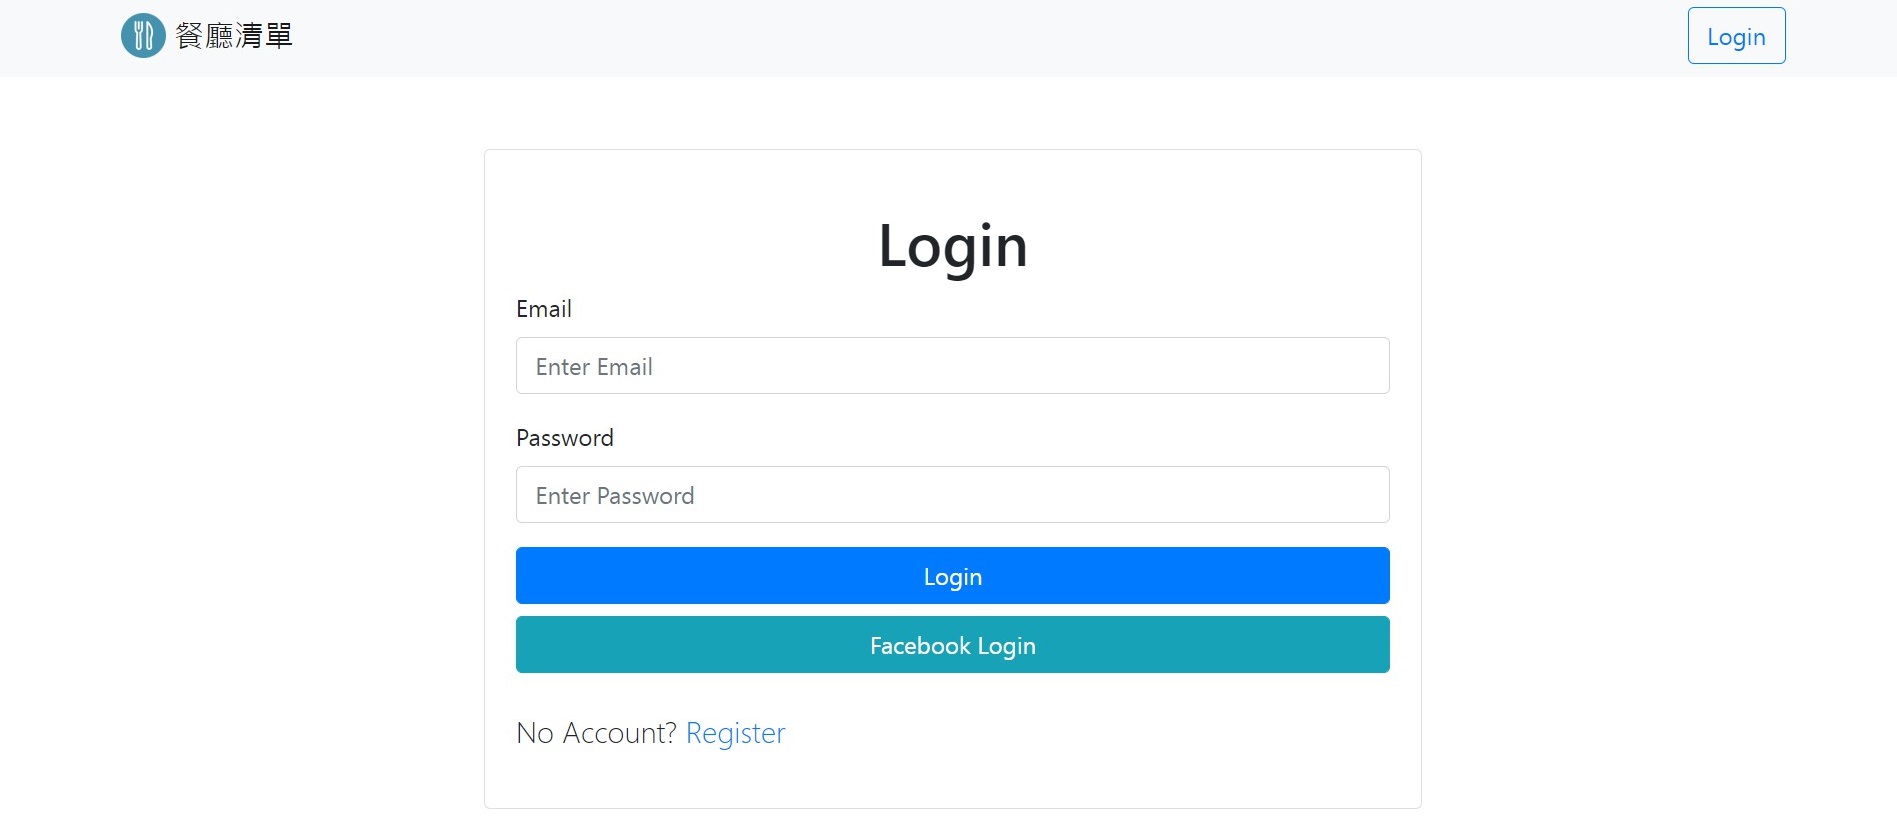 餐廳清單
Login
Login
Email
Enter Email
Password
Enter Password
Login
Facebook Login
No Account? Register